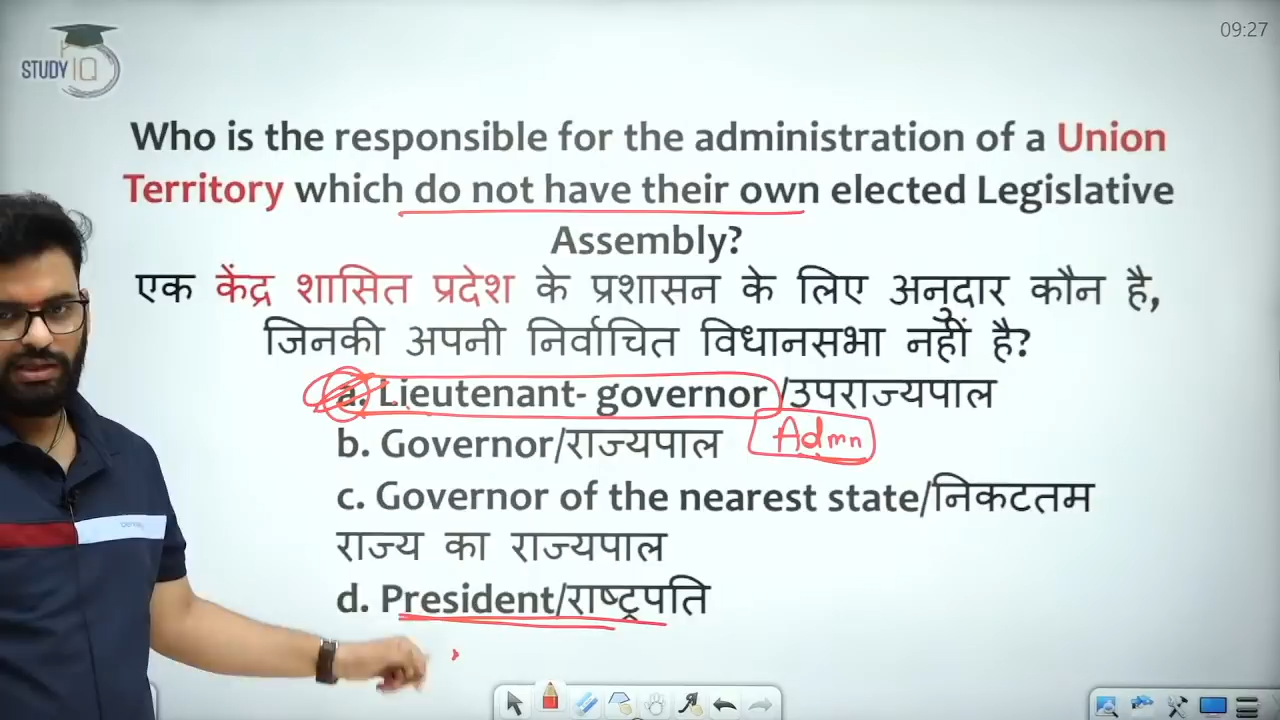 STUDY IQ
09:27
Who is the responsible for the administration of a Union
Territory which do not have their own elected Legislative
Assembly?
एक केंद्र शासित प्रदेश के प्रशासन के लिए अनुदार कौन है,
जिनकी अपनी निर्वाचित विधानसभा नहीं है?
a. Lieutenant- governor/उपराज्यपाल
b. Governor/राज्यपाल Admn
c. Governor of the nearest state/निकटतम
राज्य का राज्यपाल
d. President/राष्ट्रपति